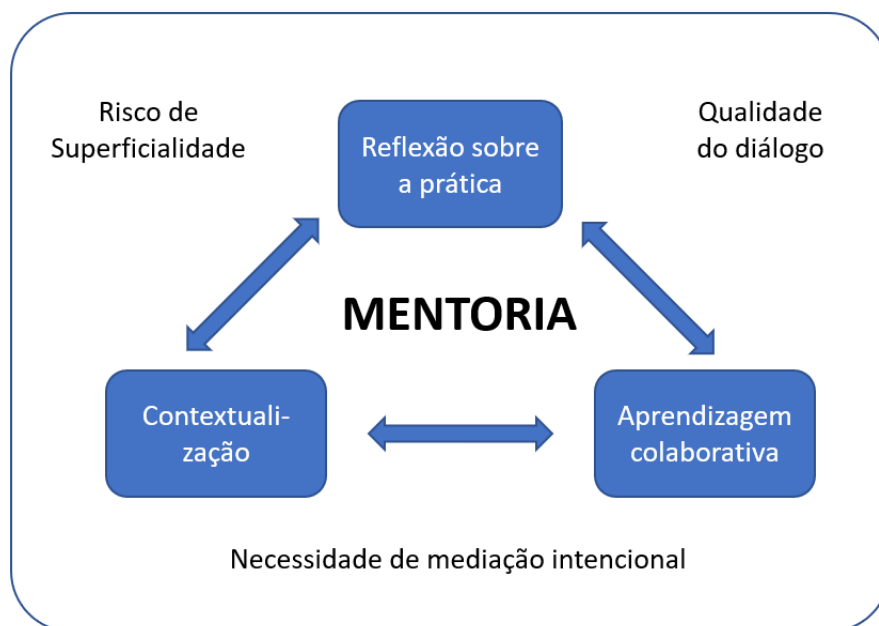 Risco de
Superficialidade
Reflexão sobre
a prática
Qualidade
do diálogo
MENTORIA
Contextuali-
zação
Aprendizagem
colaborativa
Necessidade de mediação intencional